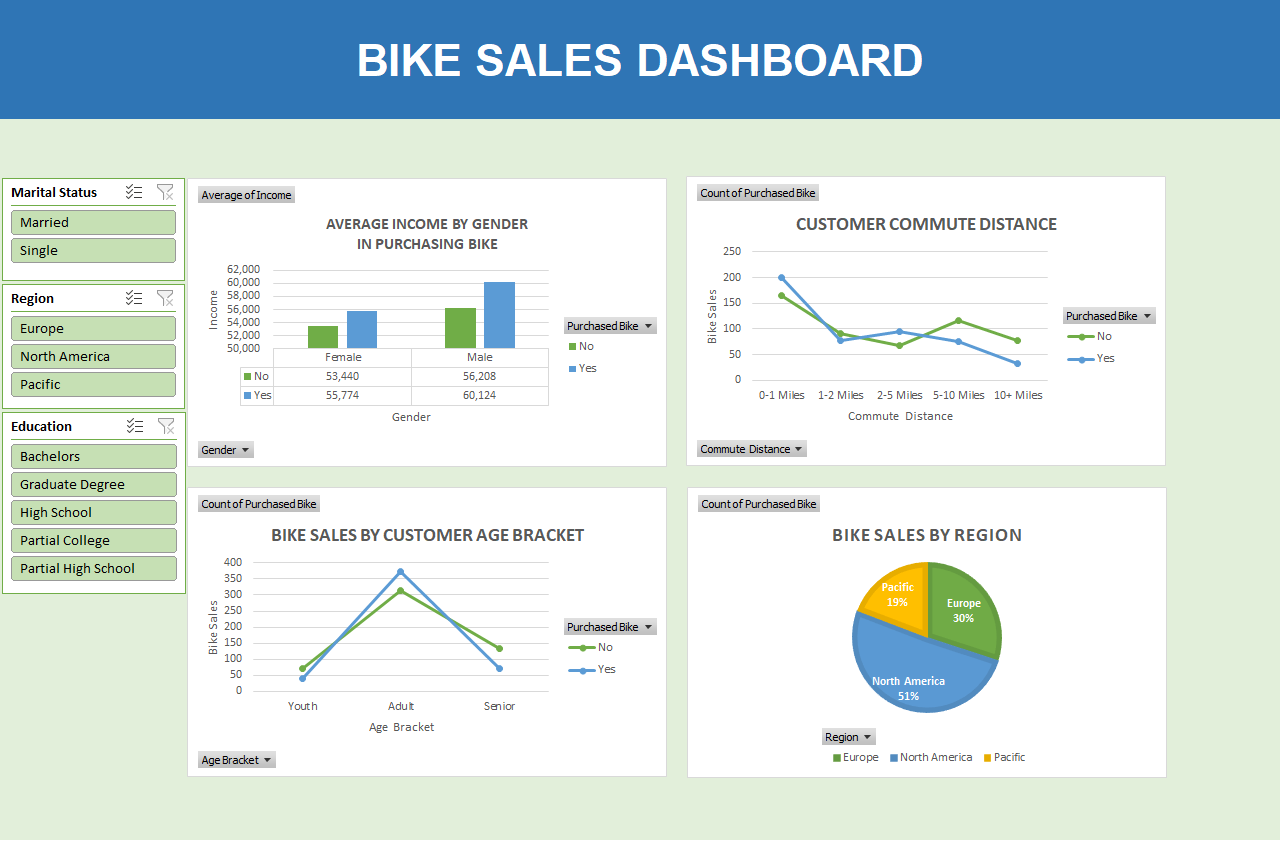 BIKE SALES DASHBOARD
Marital Status
Married
Single
Region
Europe
North America
Pacific
Education
Bachelors
Graduate Degree
High School
Partial College
Partial High School
Average of Income
AVERAGE INCOME BY GENDER
IN PURCHASING BIKE
Income
62,000
60,000
58,000
56,000
54,000
52,000
50,000
Female Male
No 53,440 56,208
Yes 55,774 60,124
Gender
Purchased Bike
No
Yes
Gender
Count of Purchased Bike
CUSTOMER COMMUTE DISTANCE
Bike Sales
250
200
150
100
50
0
0-1 Miles 1-2 Miles 2-5 Miles 5-10 Miles 10+ Miles
Commute Distance
Purchased Bike
No
Yes
Commute Distance
Count of Purchased Bike
BIKE SALES BY CUSTOMER AGE BRACKET
Bilke Sales
400
350
300
250
200
150
100
50
0
Youth Adult Senior
Age Bracket
Purchased Bike
No
Yes
Age Bracket
Count of Purchased Bike
BIKE SALES BY REGION
Pacific
19%
Europe
30%
North America
51%
Region
Europe North America Pacific